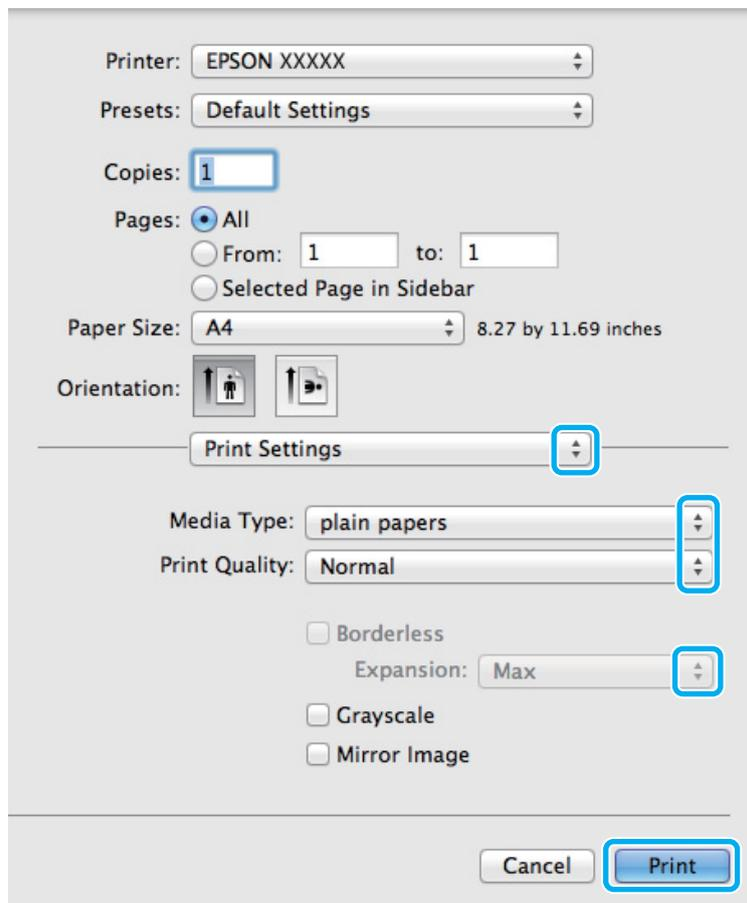 Printer: EPSON XXXXX
Presets: Default Settings
Copies: 1
Pages: All
From: 1 to: 1
Selected Page in Sidebar
Paper Size: A4 8.27 by 11.69 inches
Orientation:
Print Settings
Media Type: plain papers
Print Quality: Normal
Borderless
Expansion: Max
Grayscale
Mirror Image
Cancel Print